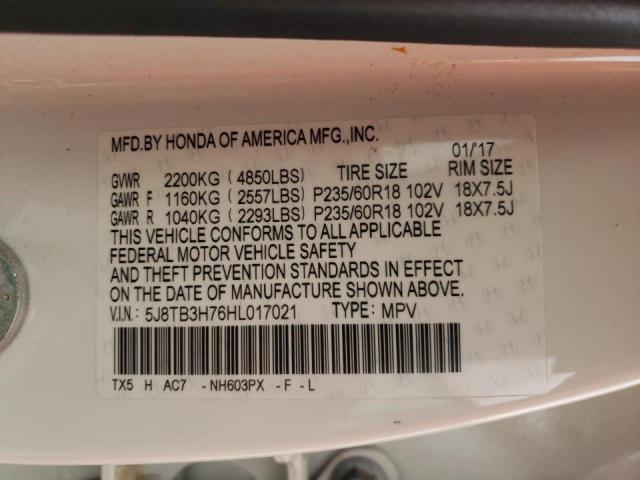 MFD.BY HONDA OF AMERICA MFG.,INC.
01/'17
GVWR 2200KG (4850LBS) TIRE SIZE RIM SIZE
GAWR F 1160KG (2557LBS) P235/60R18 102V 18X7.5J
GAWR R 1040KG (2293LBS) P235/60R18 102V 18X7.5J
THIS VEHICLE CONFORMS TO ALL APPLICABLE
FEDERAL MOTOR VEHICLE SAFETY
AND THEFT PREVENTION STANDARDS IN EFFECT
ON THE DATE OF MANUFACTURE SHOWN ABOVE.
V.I.N.: 5J8TB3H76HL017021 TYPE: MPV
TX5 H AC7 -NH603PX -F -L